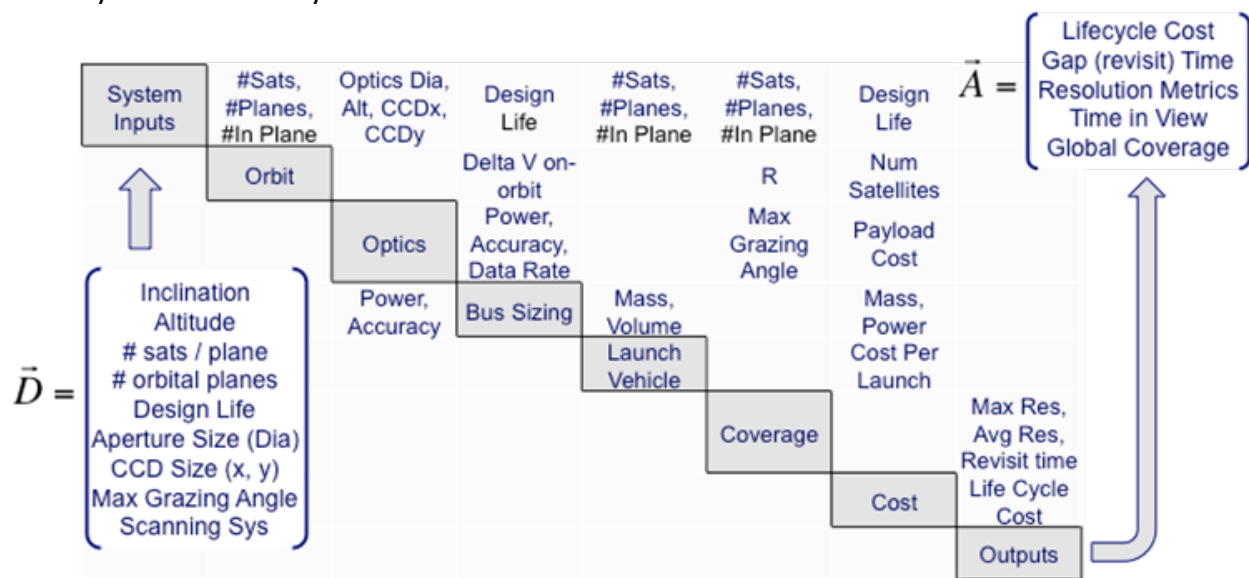 System
Inputs
#Sats,
#Planes,
#In Plane
Optics Dia,
Alt, CCDx,
CCDy
Design
Life
#Sats,
#Planes,
#In Plane
#Sats,
#Planes,
#In Plane
Design
Life
A =
Lifecycle Cost
Gap (revisit) Time
Resolution Metrics
Time in View
Global Coverage
Orbit
Delta V on-
orbit
R
Num
Satellites
Optics
Power,
Accuracy,
Data Rate
Max
Grazing
Angle
Payload
Cost
Power,
Accuracy
Bus Sizing
Mass,
Volume
Mass,
Power
Launch
Vehicle
Cost Per
Launch
D =
Inclination
Altitude
# sats / plane
# orbital planes
Design Life
Aperture Size (Dia)
CCD Size (x, y)
Max Grazing Angle
Scanning Sys
Coverage
Max Res,
Avg Res,
Revisit time
Cost
Life Cycle
Cost
Outputs